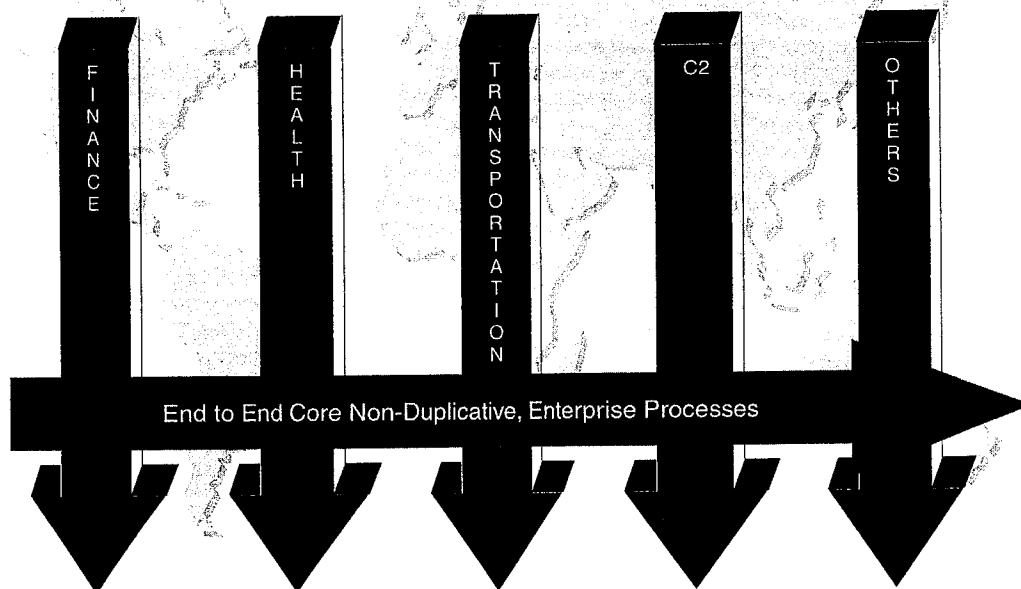 FINANCE
HEALTH
TRANSPORTATION
C2
OTHERS
End to End Core Non-Duplicative, Enterprise Processes